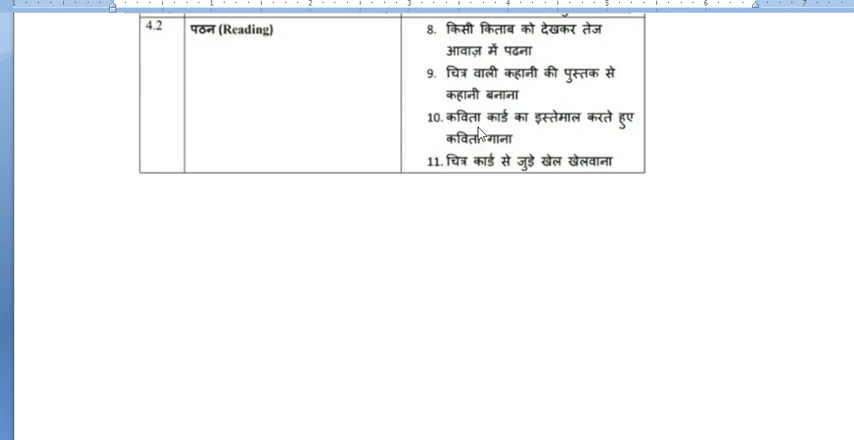 4.2
पठन (Reading)
8. किसी किताब को देखकर तेज
आवाज़ में पढना
9. चित्र वाली कहानी की पुस्तक से
कहानी बनाना
10. कविता कार्ड का इस्तेमाल करते हुए
कविता गाना
11. चित्र कार्ड से जुड़े खेल खेलवाना